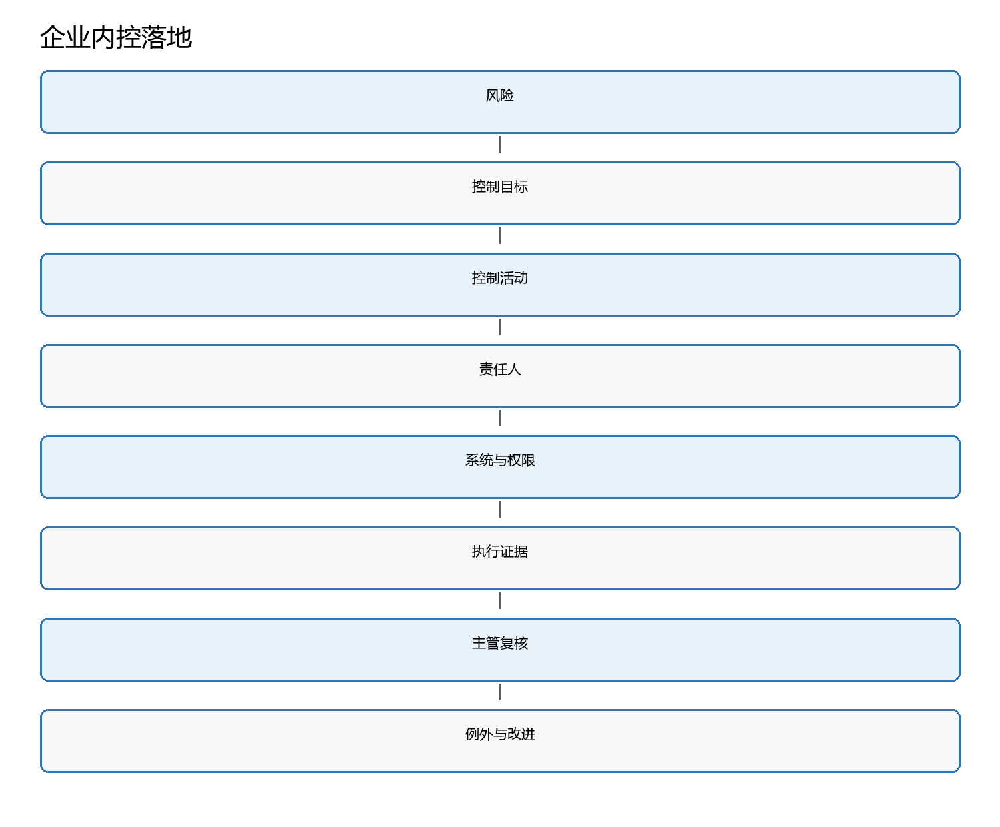 企业内控落地
风险
控制目标
控制活动
责任人
系统与权限
执行证据
主管复核
例外与改进